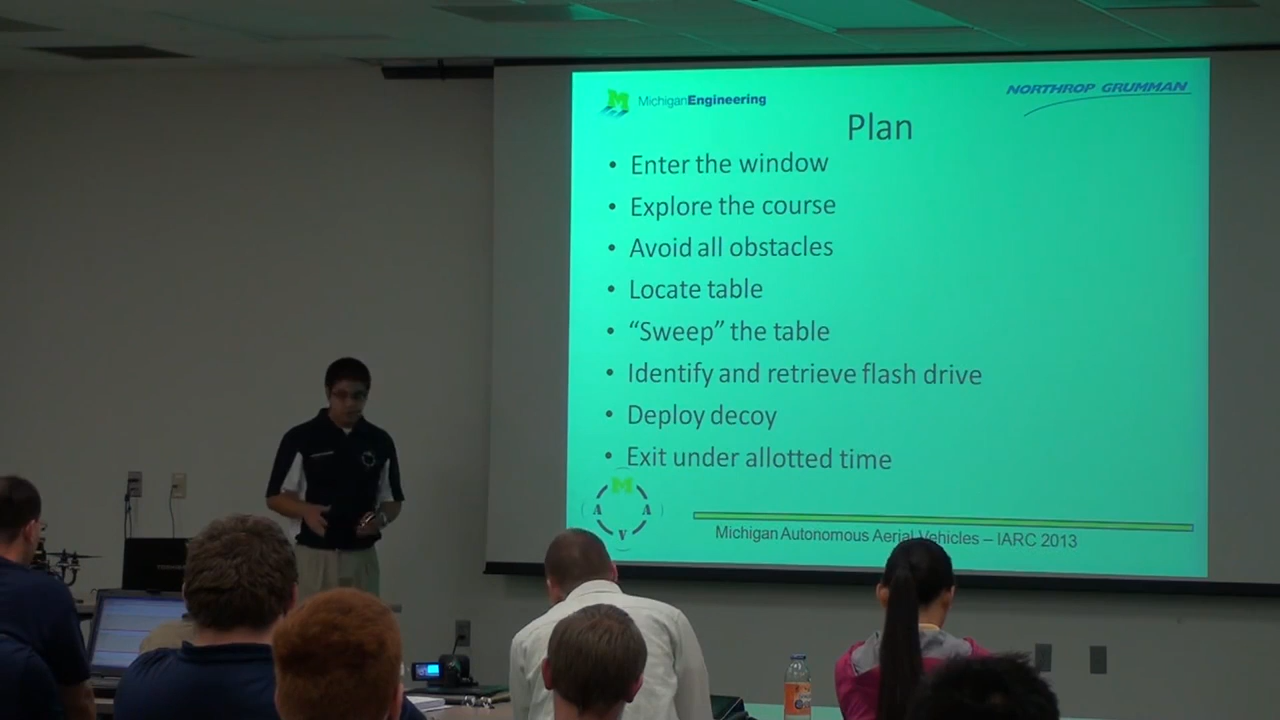 MichiganEngineering
NORTHROP GRUMMAN
Plan
• Enter the window
• Explore the course
• Avoid all obstacles
• Locate table
• “Sweep” the table
• Identify and retrieve flash drive
• Deploy decoy
• Exit under allotted time
M
A A
V
Michigan Autonomous Aerial Vehicles – IARC 2013
TOSHIBA